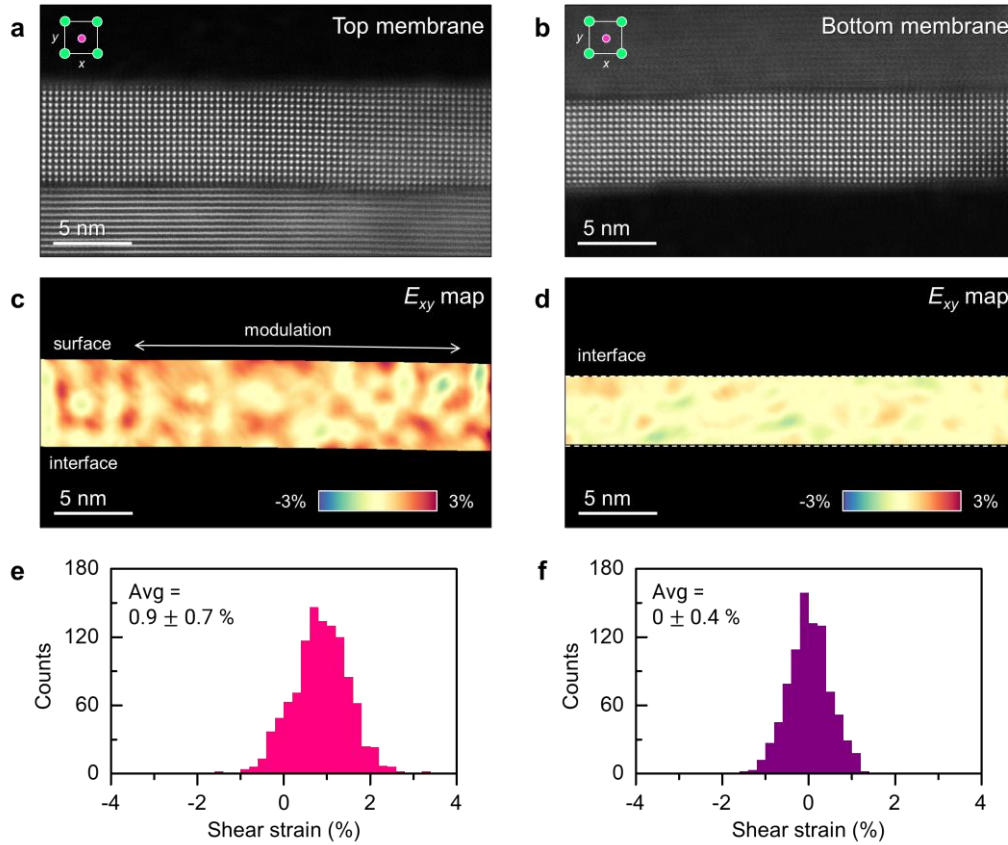 a
y
x
Top membrane
5 nm
b
y
x
Bottom membrane
5 nm
c
Exy map
modulation
surface
interface
5 nm
-3%
3%
d
Exy map
interface
5 nm
-3%
3%
e
180
120
60
0
Counts
Avg =
0.9 ± 0.7 %
-4
-2
0
2
4
Shear strain (%)
f
180
120
60
0
Counts
Avg =
0 ± 0.4 %
-4
-2
0
2
4
Shear strain (%)